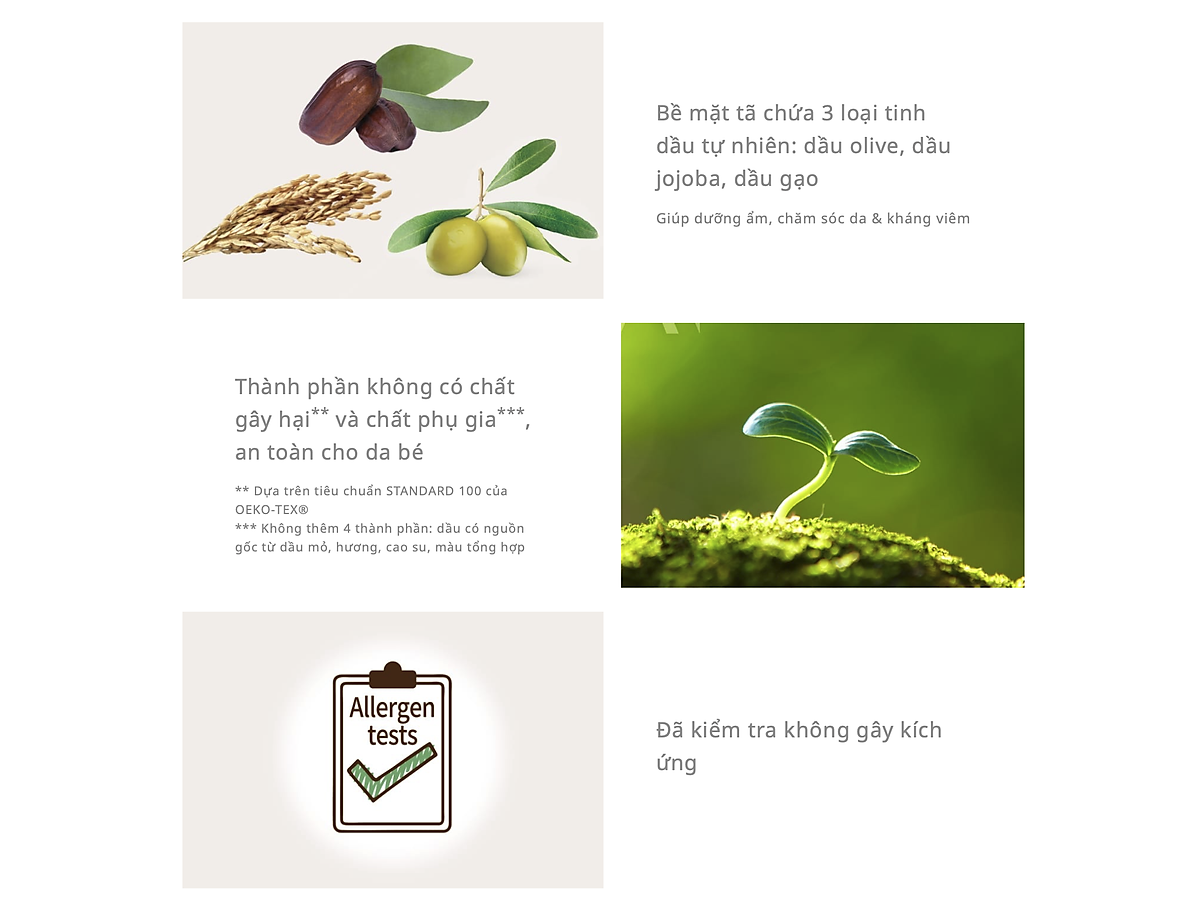 Bề mặt tã chứa 3 loại tinh
dầu tự nhiên: dầu olive, dầu
jojoba, dầu gạo
Giúp dưỡng ẩm, chăm sóc da & kháng viêm
Thành phần không có chất
gây hại** và chất phụ gia***,
an toàn cho da bé
** Dựa trên tiêu chuẩn STANDARD 100 của
OEKO-TEX®
*** Không thêm 4 thành phần: dầu có nguồn
gốc từ dầu mỏ, hương, cao su, màu tổng hợp
Allergen
tests
Đã kiểm tra không gây kích
ứng